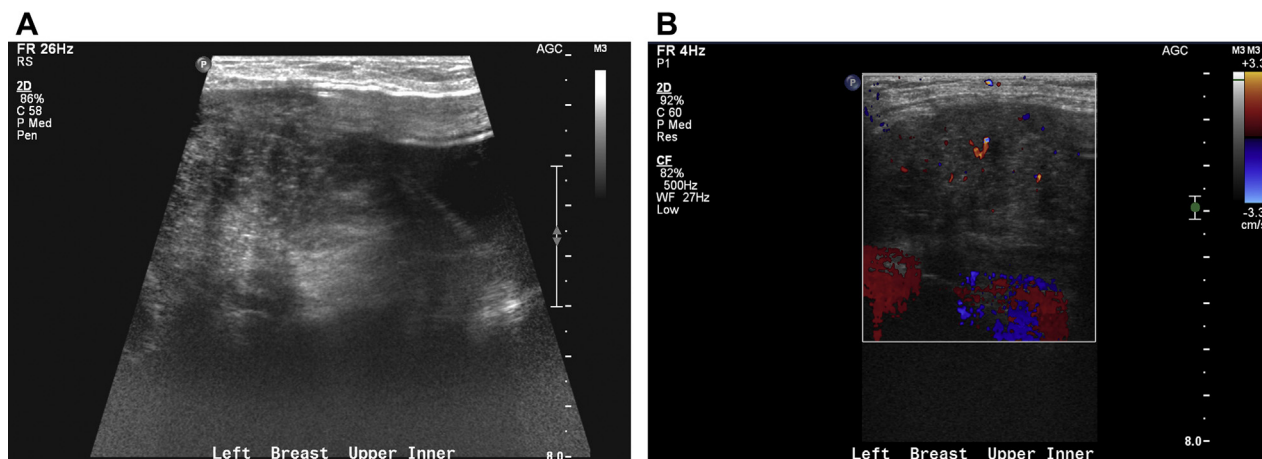 A
FR 26Hz
RS
2D
86%
C 58
P Med
Pen
AGC
M3
P
8.0
Left Breast Upper Inner
B
FR 4Hz
P1
2D
92%
C 60
P Med
Res
CF
82%
500Hz
WF 27Hz
Low
AGC
M3 M3
+3.3
-3.3
cm/s
P
8.0
Left Breast Upper Inner